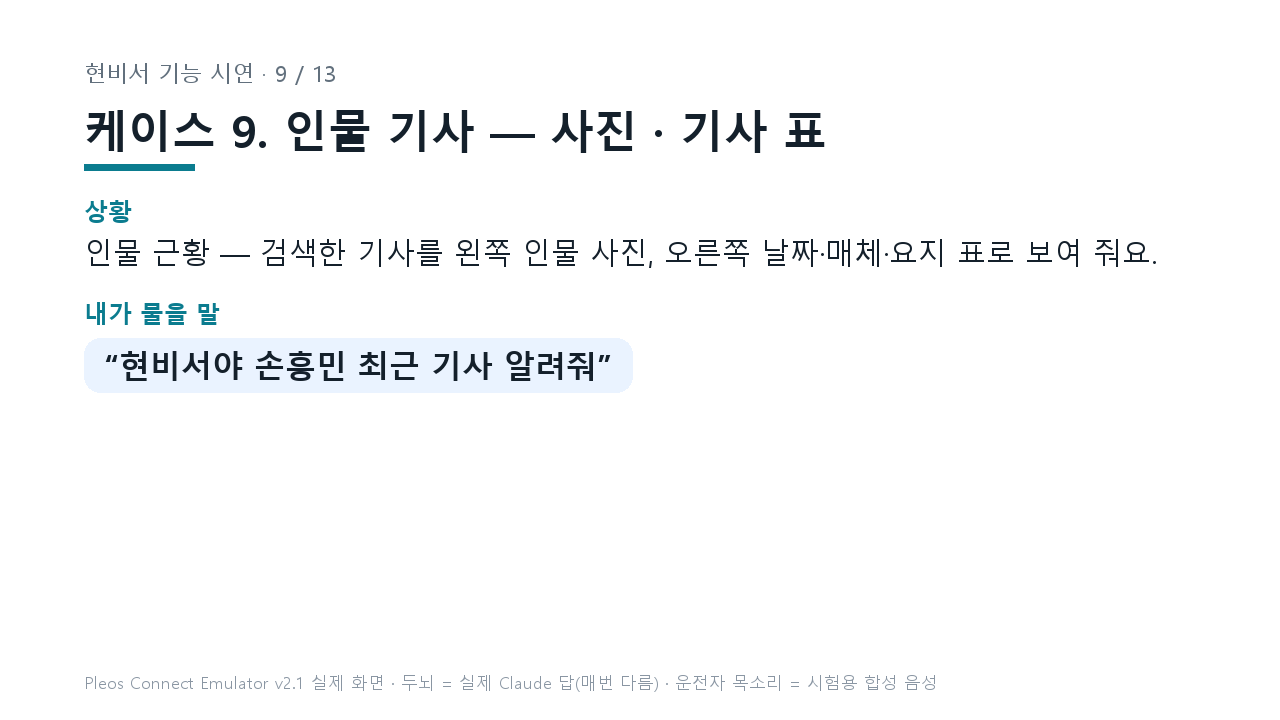 현비서 기능 시연 · 9 / 13
케이스 9. 인물 기사 — 사진 · 기사 표
상황
인물 근황 — 검색한 기사를 왼쪽 인물 사진, 오른쪽 날짜·매체·요지 표로 보여 줘요.
내가 물을 말
“현비서야 손흥민 최근 기사 알려줘”
Pleos Connect Emulator v2.1 실제 화면 · 두뇌 = 실제 Claude 답(매번 다름) · 운전자 목소리 = 시험용 합성 음성